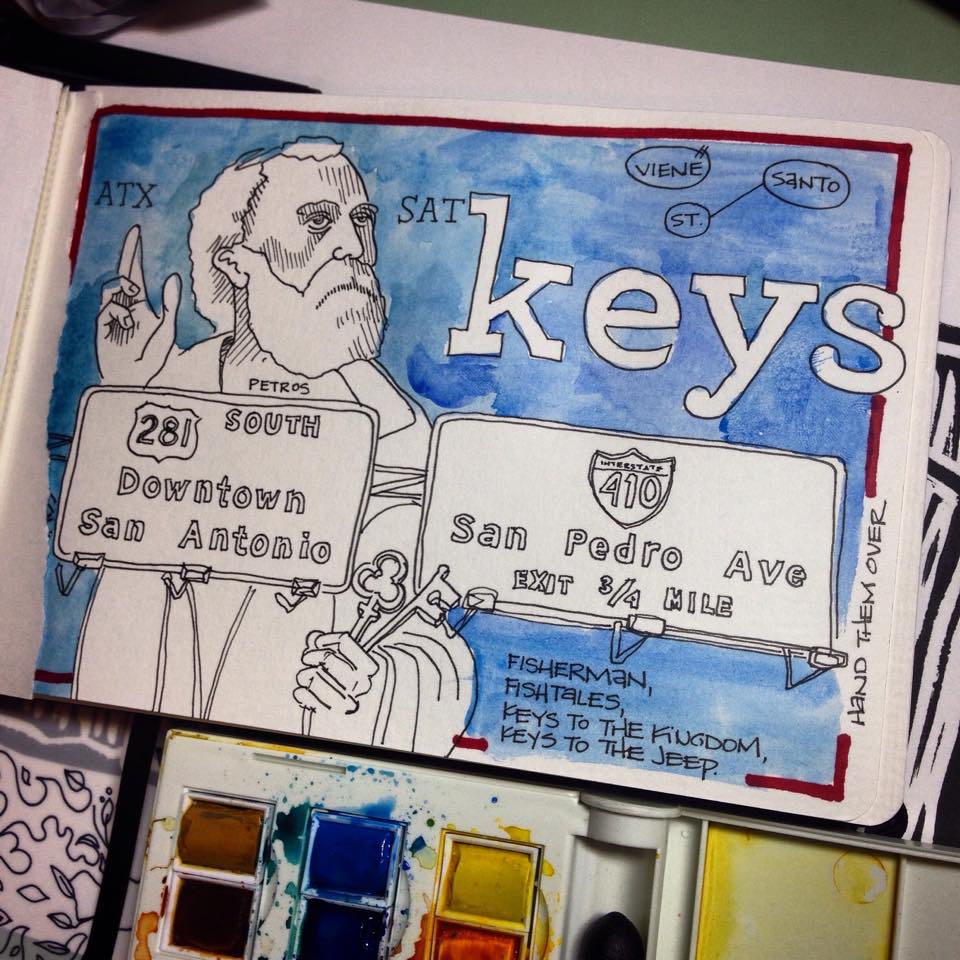 ATX
SAT
keys
VIENE
SANTO
ST.
PETROS
281 SOUTH
Downtown
San Antonio
INTERSTATE
410
San Pedro Ave
EXIT 3/4 MILE
HAND THEM OVER
FISHERMAN,
FISHTALES,
KEYS TO THE KINGDOM,
KEYS TO THE JEEP.